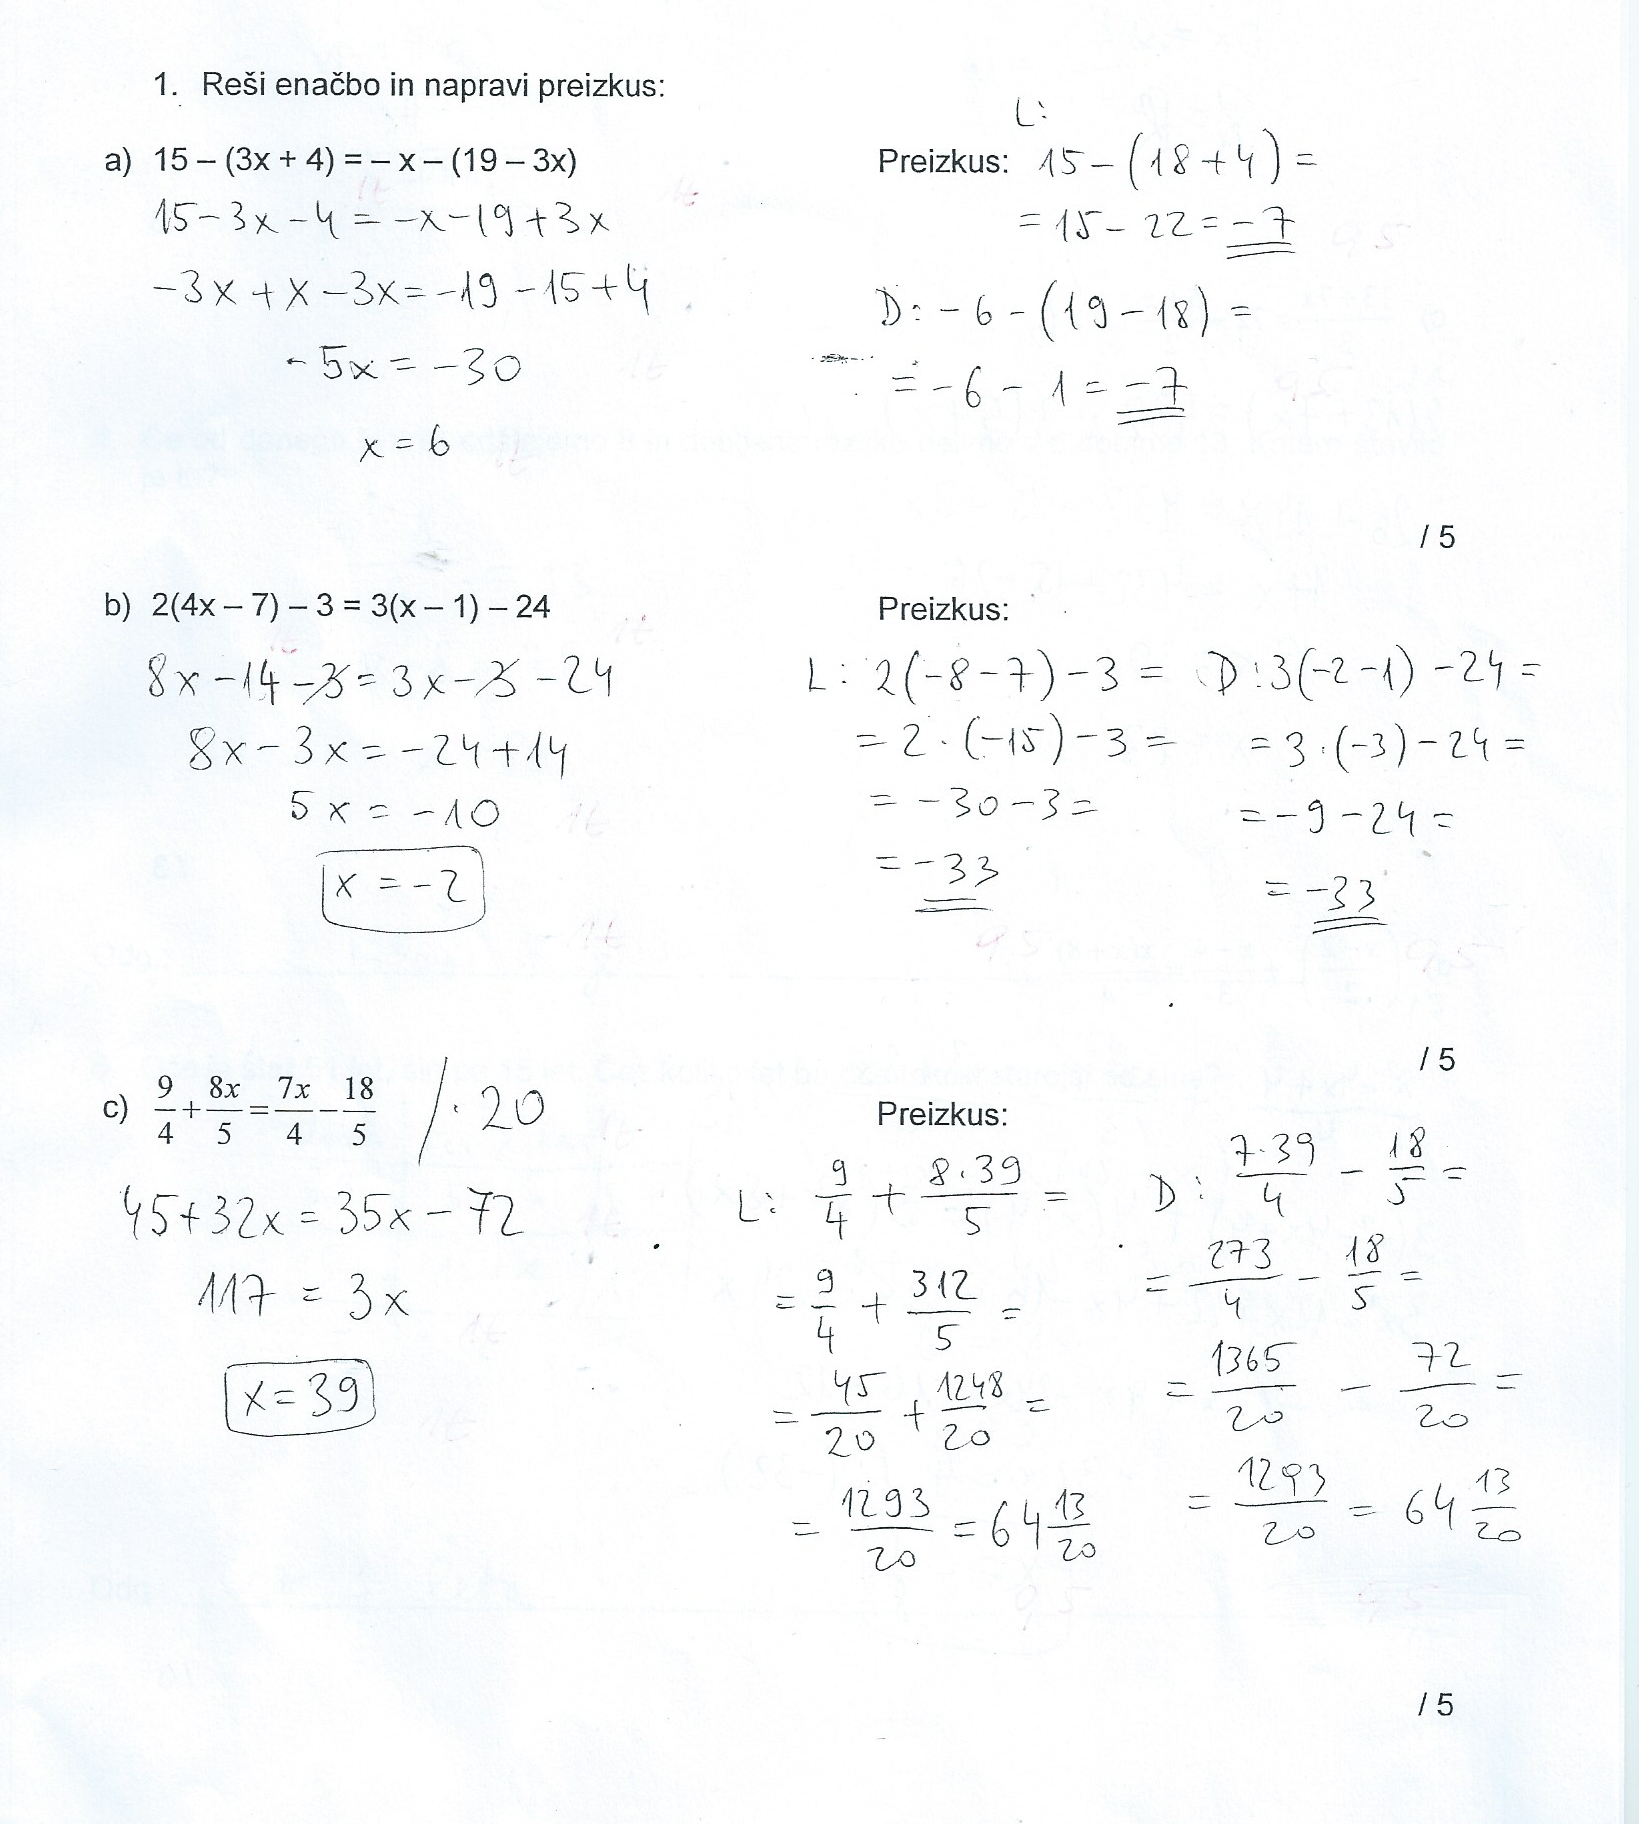 1. Reši enačbo in napravi preizkus:
a) 15 – (3x + 4) = – x – (19 – 3x)
15-3x-4=-x-19+3x
-3x+x-3x=-19-15+4
-5x=-30
x=6
L:
Preizkus: 15-(18+4)=
=15-22=-7
D:-6-(19-18)=
=-6-1=-7
/ 5
b) 2(4x – 7) – 3 = 3(x – 1) – 24
8x-14-3=3x-3-24
8x-3x=-24+14
5x=-10
x=-2
Preizkus:
L: 2(-8-7)-3=
=2·(-15)-3=
=-30-3=
=-33
D:3(-2-1)-24=
=3·(-3)-24=
=-9-24=
=-33
/ 5
c) 9/4 + 8x/5 = 7x/4 – 18/5 /·20
45+32x=35x-72
117=3x
x=39
Preizkus:
L: 9/4 + 8·39/5 =
= 9/4 + 312/5 =
= 45/20 + 1248/20 =
= 1293/20 = 64 13/20
D: 7·39/4 - 18/5 =
= 273/4 - 18/5 =
= 1365/20 - 72/20 =
= 1293/20 = 64 13/20
/ 5